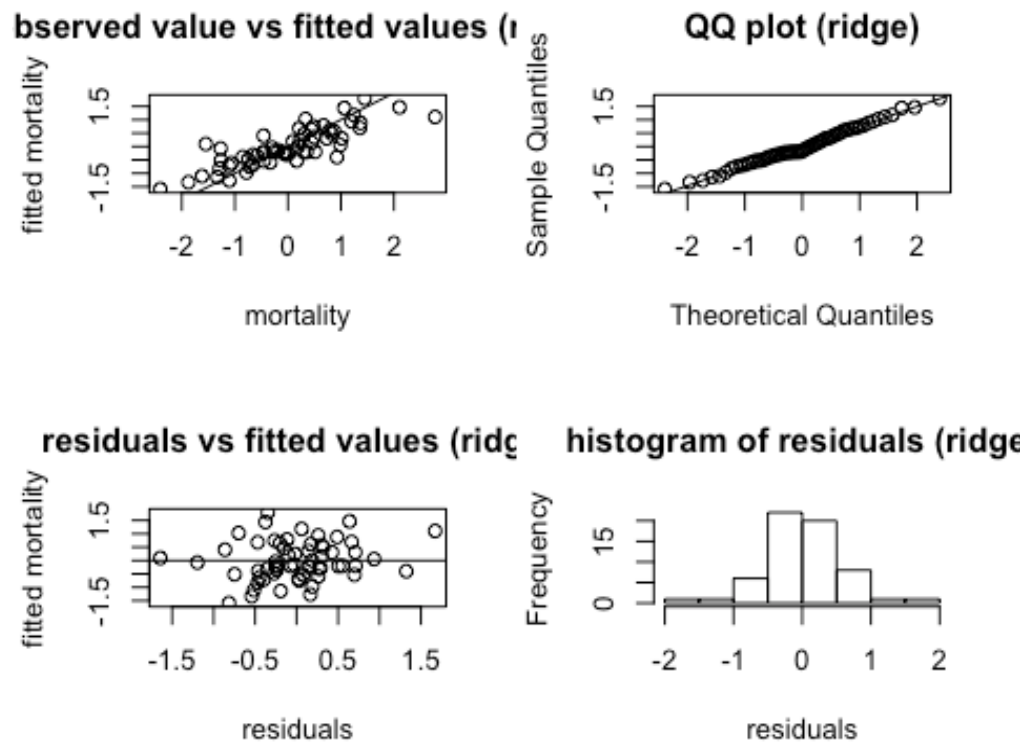 bserved value vs fitted values (r
fitted mortality
1.5
-1.5
-2 -1 0 1 2
mortality
QQ plot (ridge)
Sample Quantiles
1.5
-1.5
-2 -1 0 1 2
Theoretical Quantiles
residuals vs fitted values (ridg
fitted mortality
1.5
-1.5
-1.5 -0.5 0.5 1.5
residuals
histogram of residuals (ridge
Frequency
15
0
-2 -1 0 1 2
residuals